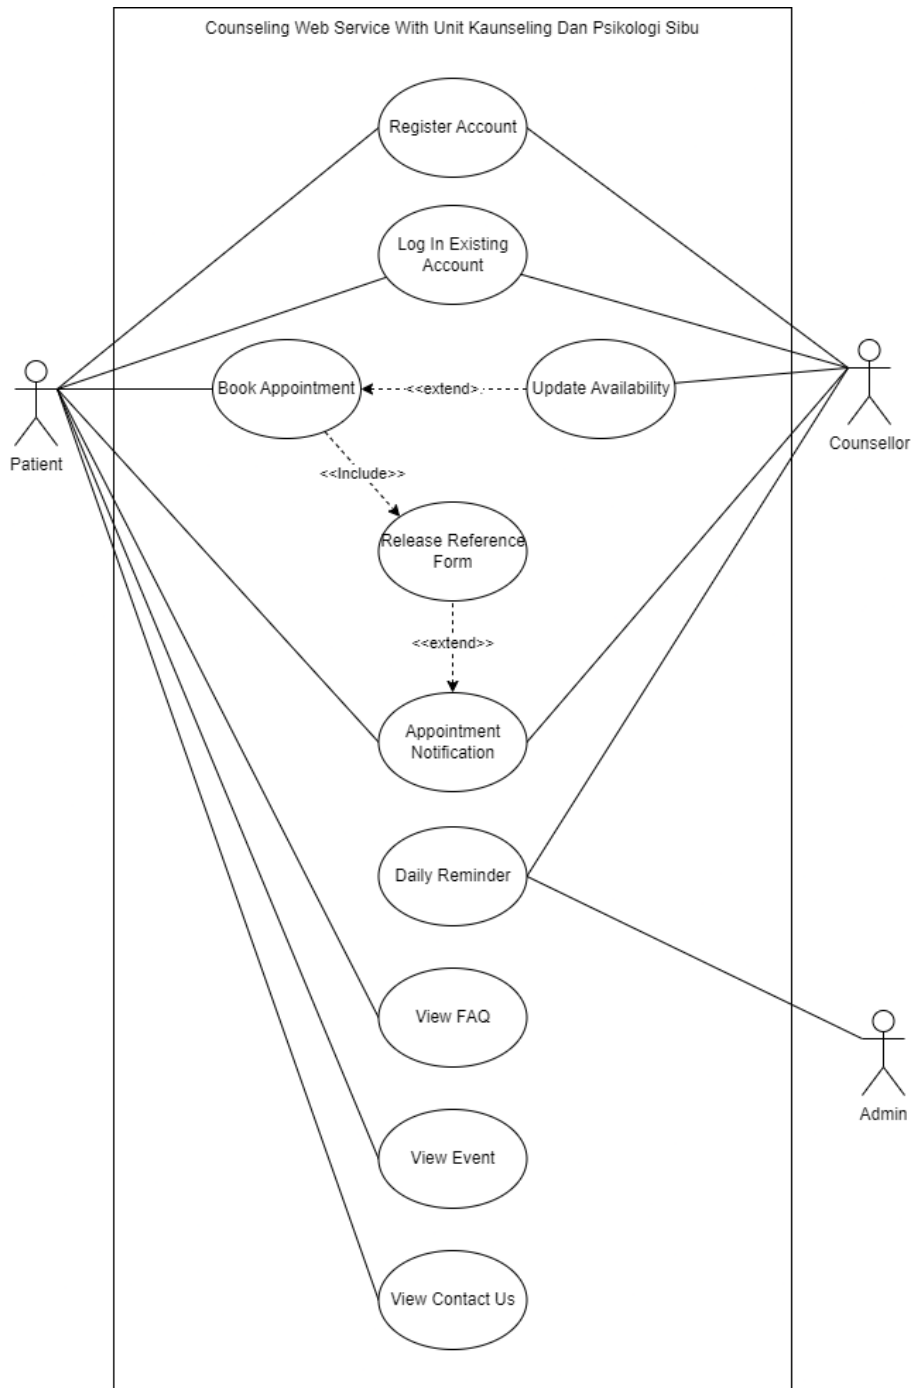 Counseling Web Service With Unit Kaunseling Dan Psikologi Sibu
Register Account
Log In Existing
Account
Book Appointment
<<extend>.
Update Availability
Patient
Counsellor
<<Include>>
Release Reference
Form
<<extend>>
Appointment
Notification
Daily Reminder
View FAQ
Admin
View Event
View Contact Us